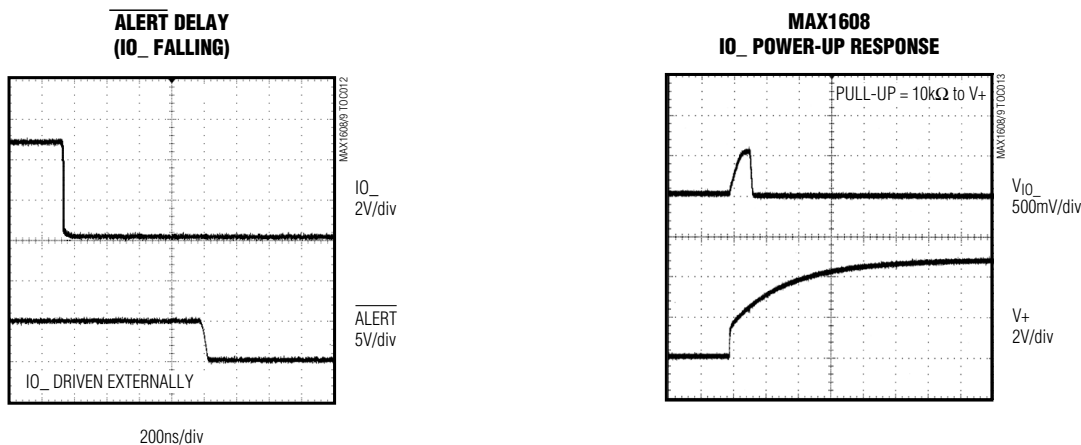 ALERT DELAY
(IO_ FALLING)
MAX1608/9 TOC012
IO_
2V/div
ALERT
5V/div
IO_ DRIVEN EXTERNALLY
200ns/div
MAX1608
IO_ POWER-UP RESPONSE
PULL-UP = 10kΩ to V+
MAX1608/9 TOC013
VIO_
500mV/div
V+
2V/div